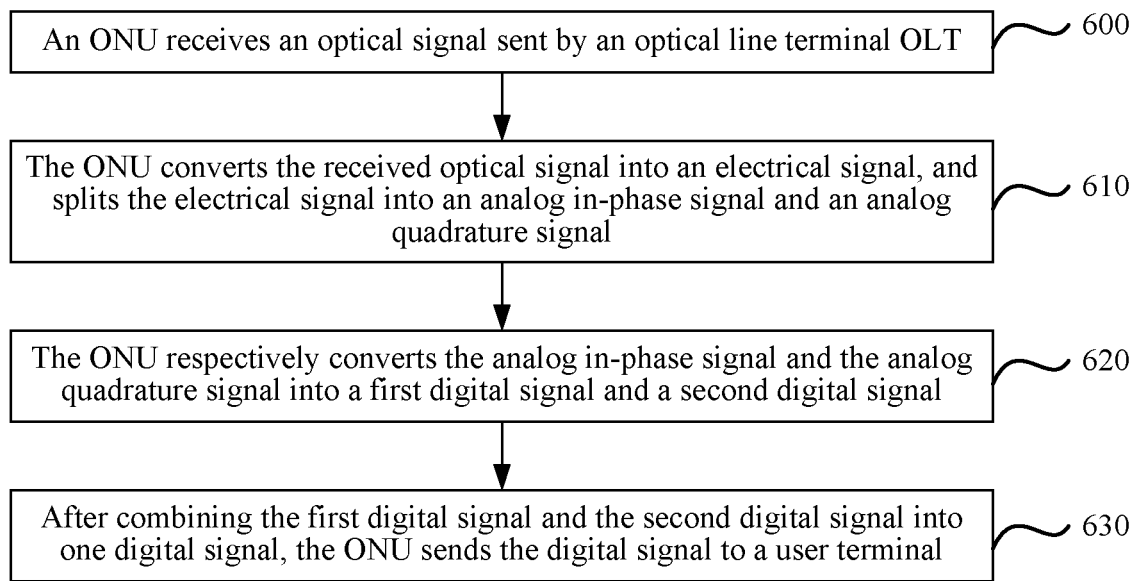 An ONU receives an optical signal sent by an optical line terminal OLT
600
The ONU converts the received optical signal into an electrical signal, and
splits the electrical signal into an analog in-phase signal and an analog
quadrature signal
610
The ONU respectively converts the analog in-phase signal and the analog
quadrature signal into a first digital signal and a second digital signal
620
After combining the first digital signal and the second digital signal into
one digital signal, the ONU sends the digital signal to a user terminal
630